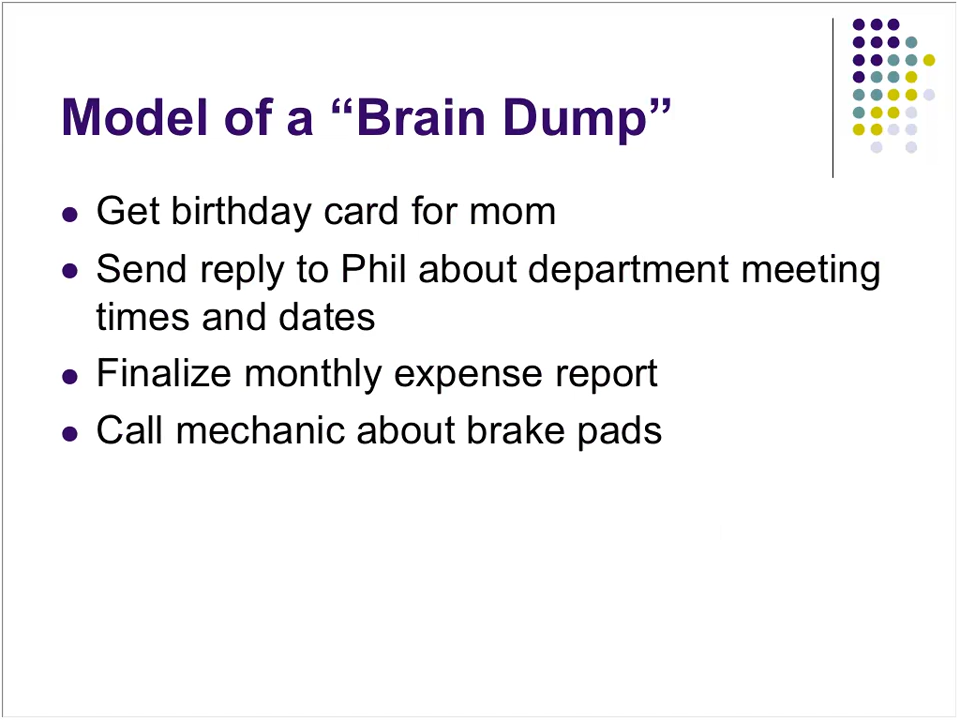 Model of a “Brain Dump”
Get birthday card for mom
Send reply to Phil about department meeting
times and dates
Finalize monthly expense report
Call mechanic about brake pads